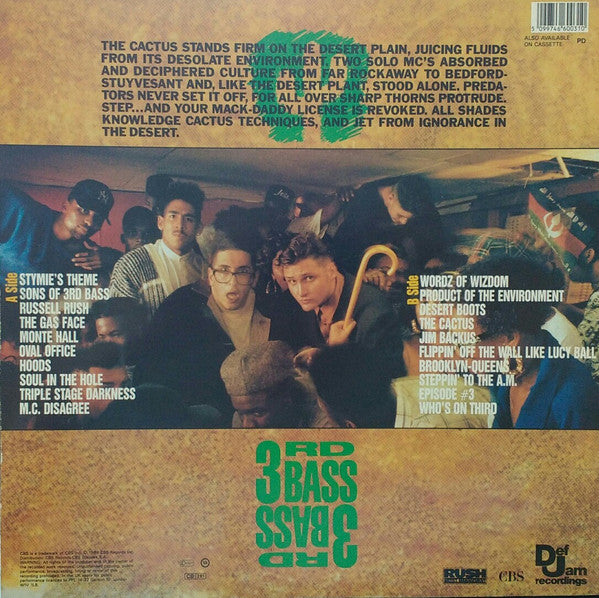 5 099746 600310
ALSO AVAILABLE
ON CASSETTE
PD
THE CACTUS STANDS FIRM ON THE DESERT PLAIN, JUICING FLUIDS
FROM ITS DESOLATE ENVIRONMENT. TWO SOLO MC'S ABSORBED
AND DECIPHERED CULTURE FROM FAR ROCKAWAY TO BEDFORD-
STUYVESANT AND, LIKE THE DESERT PLANT, STOOD ALONE. PREDA-
TORS NEVER SET IT OFF, FOR ALL OVER SHARP THORNS PROTRUDE.
STEP...AND YOUR MACK-DADDY LICENSE IS REVOKED. ALL SHADES
KNOWLEDGE CACTUS TECHNIQUES, AND JET FROM IGNORANCE IN
THE DESERT.
A Side
STYMIE'S THEME
SONS OF 3RD BASS
RUSSELL RUSH
THE GAS FACE
MONTE HALL
OVAL OFFICE
HOODS
SOUL IN THE HOLE
TRIPLE STAGE DARKNESS
M.C. DISAGREE
B Side
WORDZ OF WIZDOM
PRODUCT OF THE ENVIRONMENT
DESERT BOOTS
THE CACTUS
JIM BACKUS
FLIPPIN' OFF THE WALL LIKE LUCY BALL
BROOKLYN-QUEENS
STEPPIN' TO THE A.M.
EPISODE #3
WHO'S ON THIRD
3RD
BASS
3RD
BASS
RUSH
CBS
Def
Jam
recordings